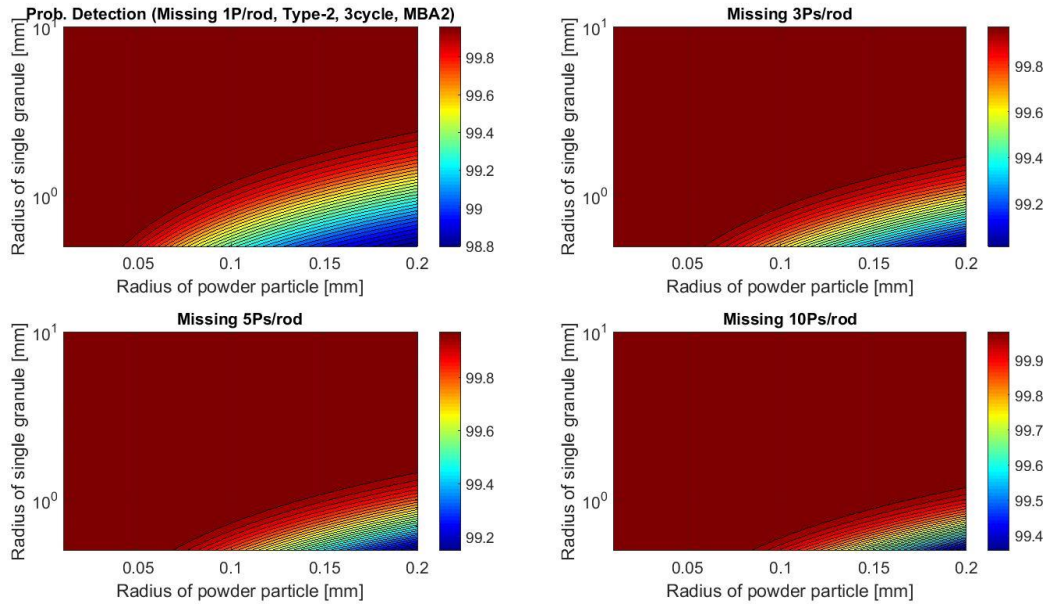 Prob. Detection (Missing 1P/rod, Type-2, 3cycle, MBA2)
Radius of single granule [mm]
10^1
10^0
0.05 0.1 0.15 0.2
Radius of powder particle [mm]
99.8
99.6
99.4
99.2
99
98.8
Missing 3Ps/rod
Radius of single granule [mm]
10^1
10^0
0.05 0.1 0.15 0.2
Radius of powder particle [mm]
99.8
99.6
99.4
99.2
Missing 5Ps/rod
Radius of single granule [mm]
10^1
10^0
0.05 0.1 0.15 0.2
Radius of powder particle [mm]
99.8
99.6
99.4
99.2
Missing 10Ps/rod
Radius of single granule [mm]
10^1
10^0
0.05 0.1 0.15 0.2
Radius of powder particle [mm]
99.9
99.8
99.7
99.6
99.5
99.4